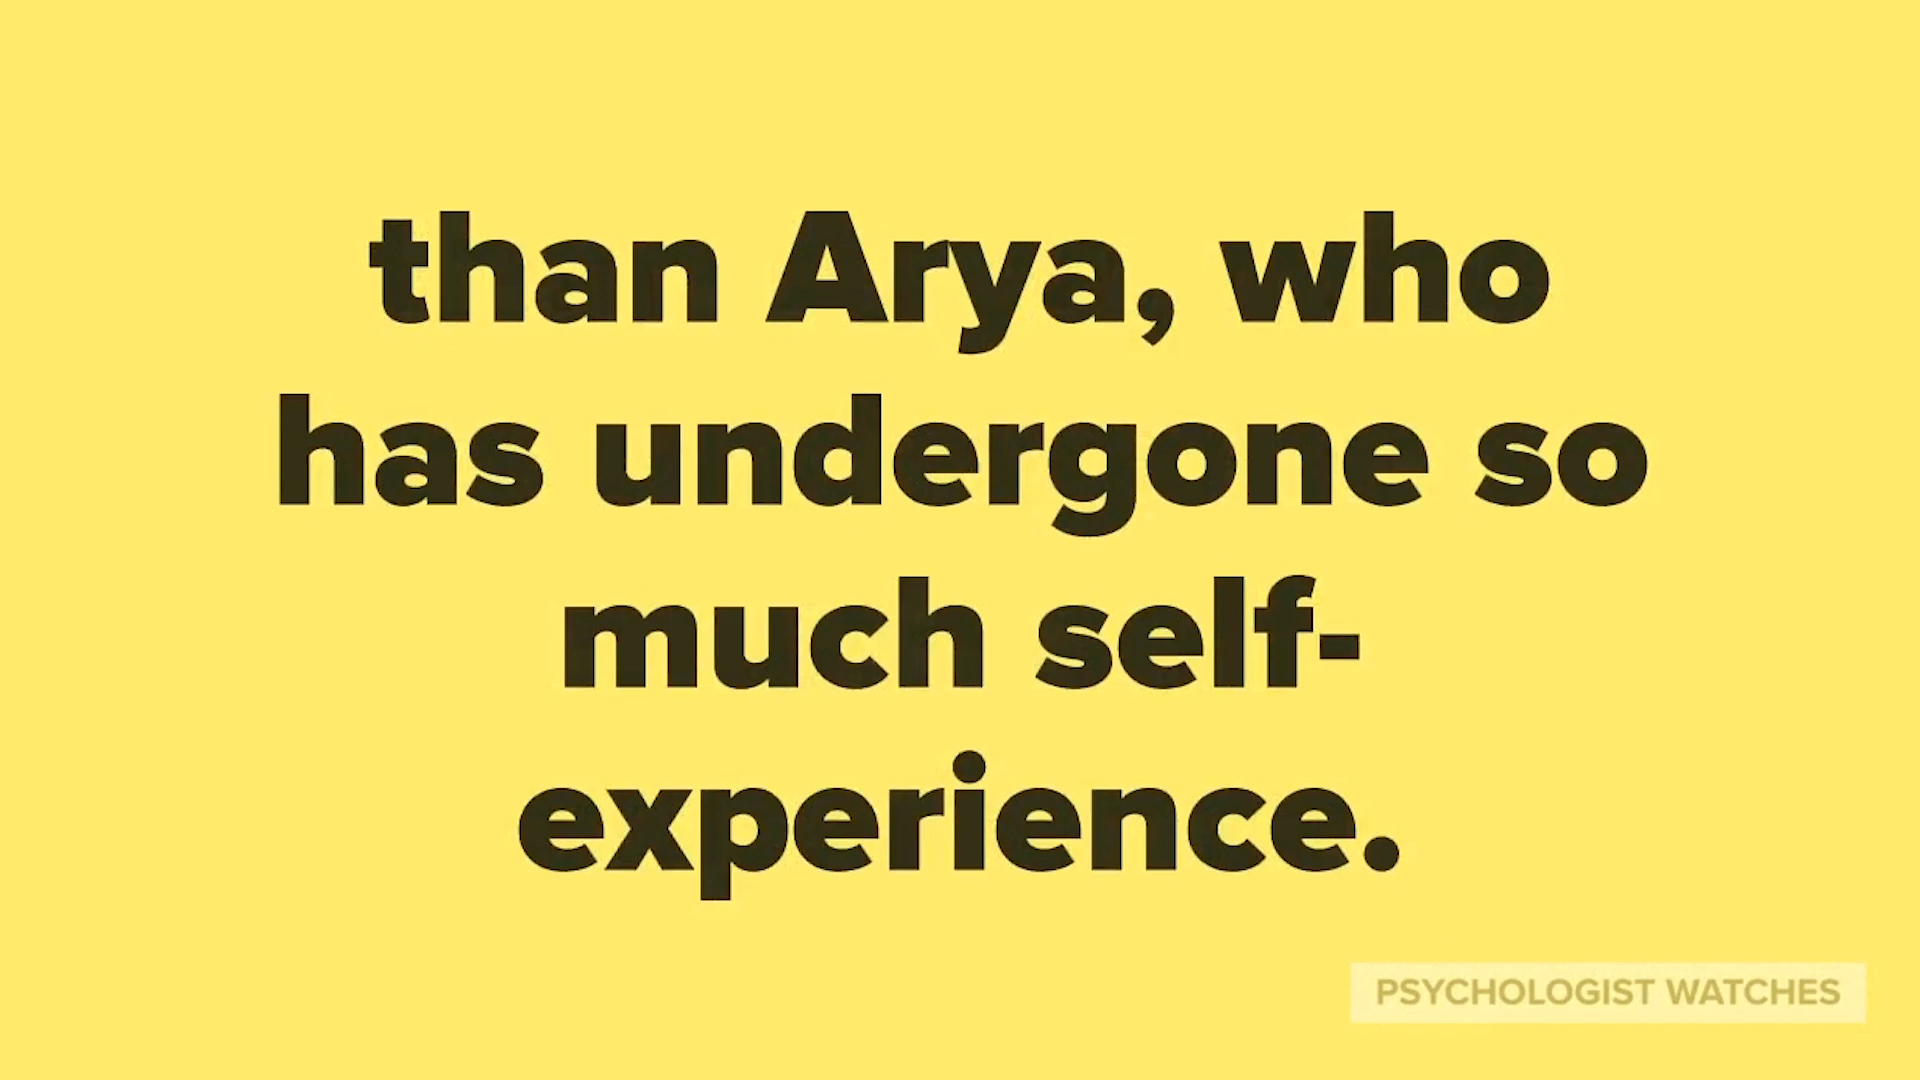 than Arya, who
has undergone so
much self-
experience.
PSYCHOLOGIST WATCHES